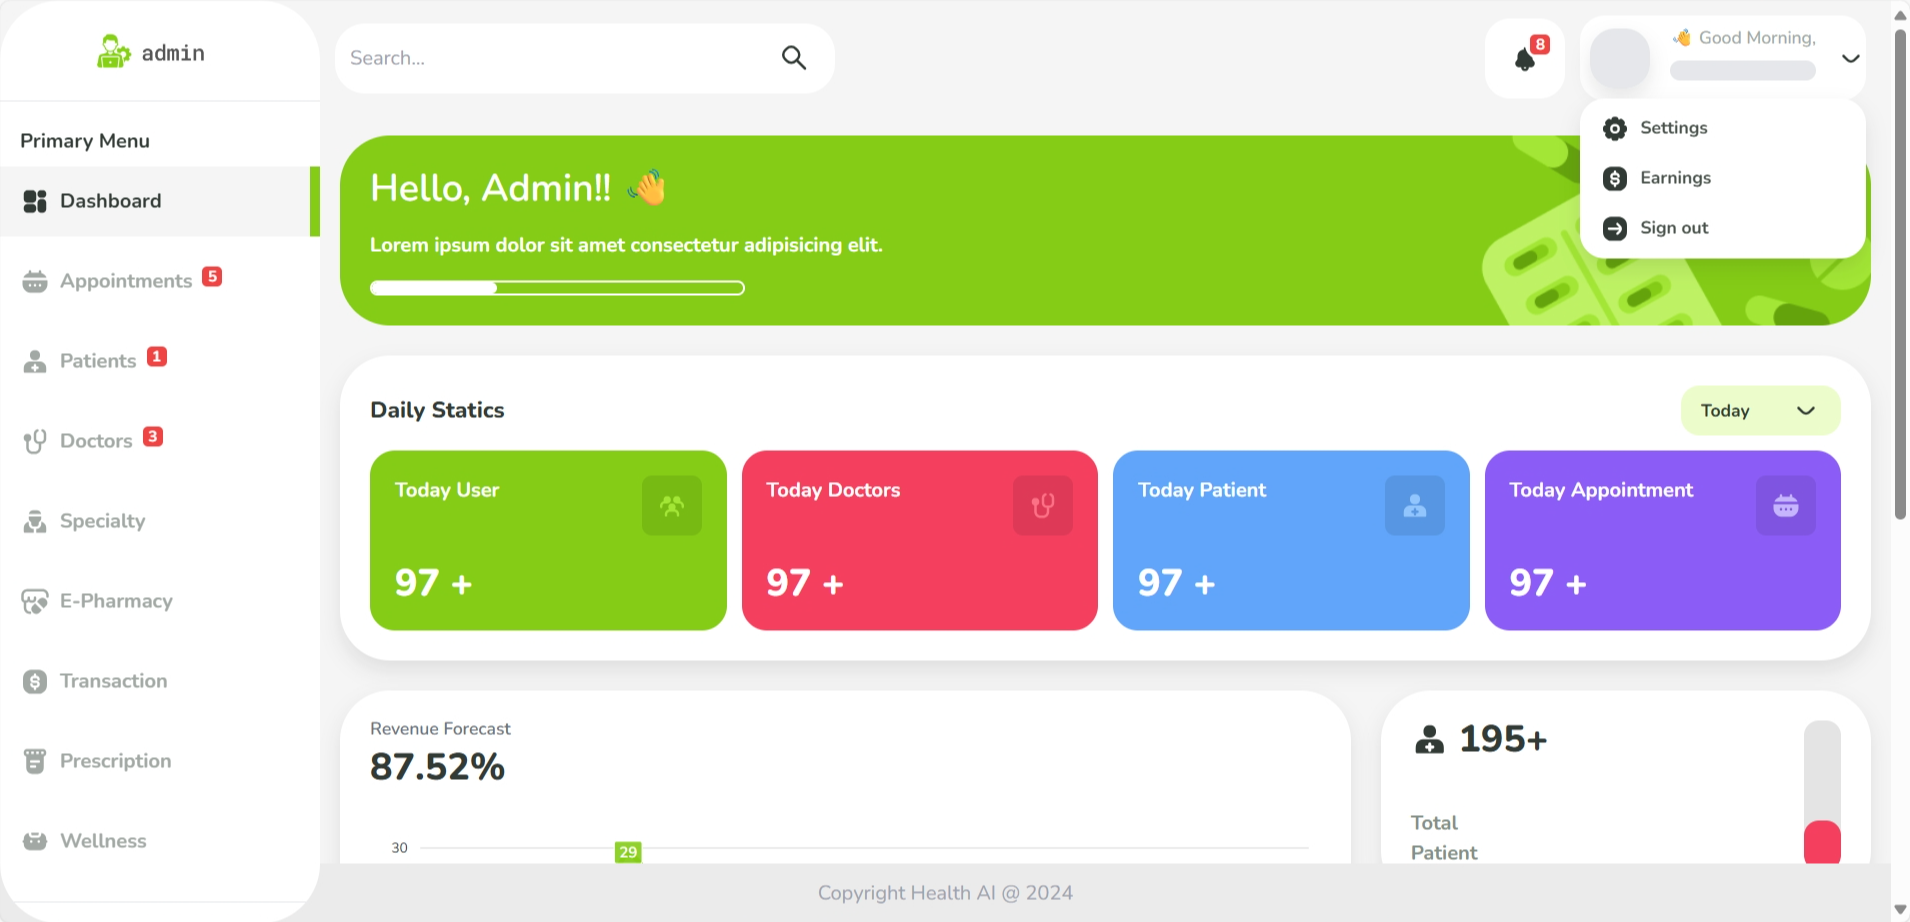 admin
Search...
8
Good Morning,
Settings
Earnings
Sign out
Primary Menu
Dashboard
Appointments 5
Patients 1
Doctors 3
Specialty
E-Pharmacy
Transaction
Prescription
Wellness
Hello, Admin!!
Lorem ipsum dolor sit amet consectetur adipisicing elit.
Daily Statics
Today
Today User
97 +
Today Doctors
97 +
Today Patient
97 +
Today Appointment
97 +
Revenue Forecast
87.52%
30
29
195+
Total
Patient
Copyright Health AI @ 2024